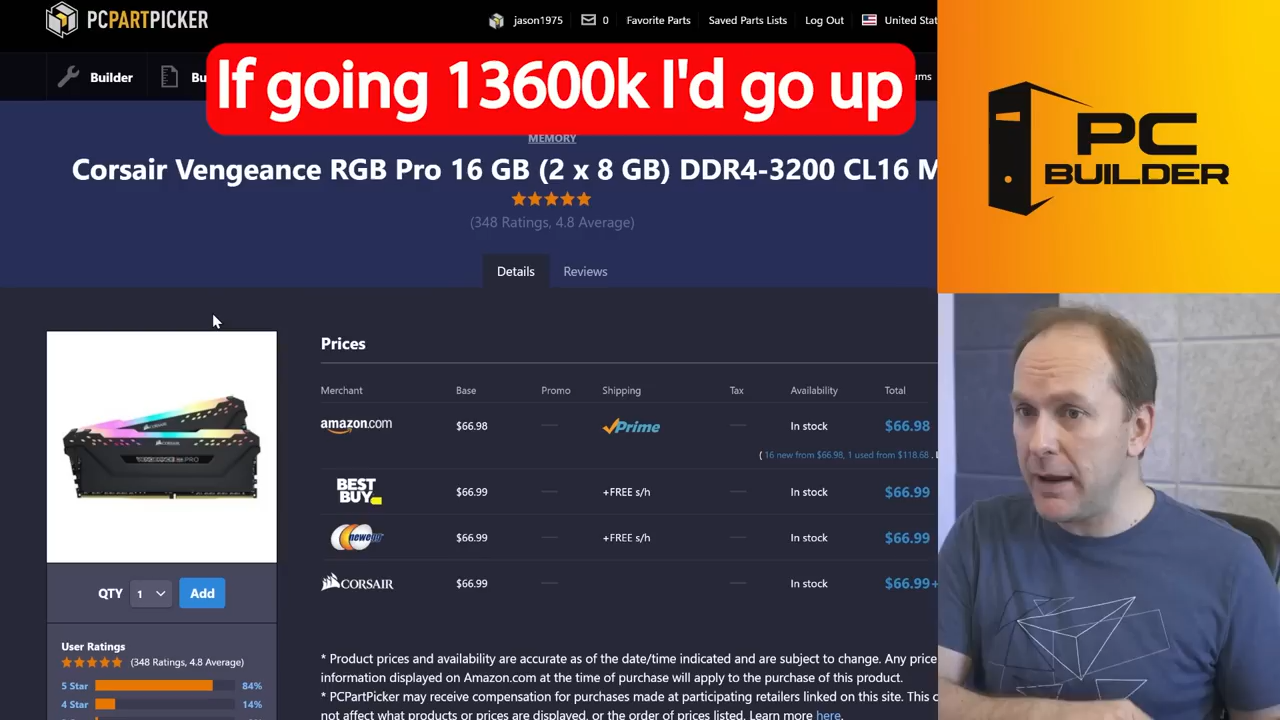 PCPARTPICKER
jason1975
0
Favorite Parts
Saved Parts Lists
Log Out
United Stat
Builder
Bu
ums
If going 13600k I'd go up
PC
BUILDER
MEMORY
Corsair Vengeance RGB Pro 16 GB (2 x 8 GB) DDR4-3200 CL16 M
(348 Ratings, 4.8 Average)
Details
Reviews
Prices
Merchant Base Promo Shipping Tax Availability Total
amazon.com $66.98 — Prime — In stock $66.98
( 16 new from $66.98, 1 used from $118.68 .
BEST BUY $66.99 — +FREE s/h — In stock $66.99
newegg $66.99 — +FREE s/h — In stock $66.99
CORSAIR $66.99 — — In stock $66.99+
QTY 1 Add
User Ratings
(348 Ratings, 4.8 Average)
5 Star 84%
4 Star 14%
* Product prices and availability are accurate as of the date/time indicated and are subject to change. Any price
information displayed on Amazon.com at the time of purchase will apply to the purchase of this product.
* PCPartPicker may receive compensation for purchases made at participating retailers linked on this site. This c
not affect what products or prices are displayed, or the order of prices listed. Learn more here.